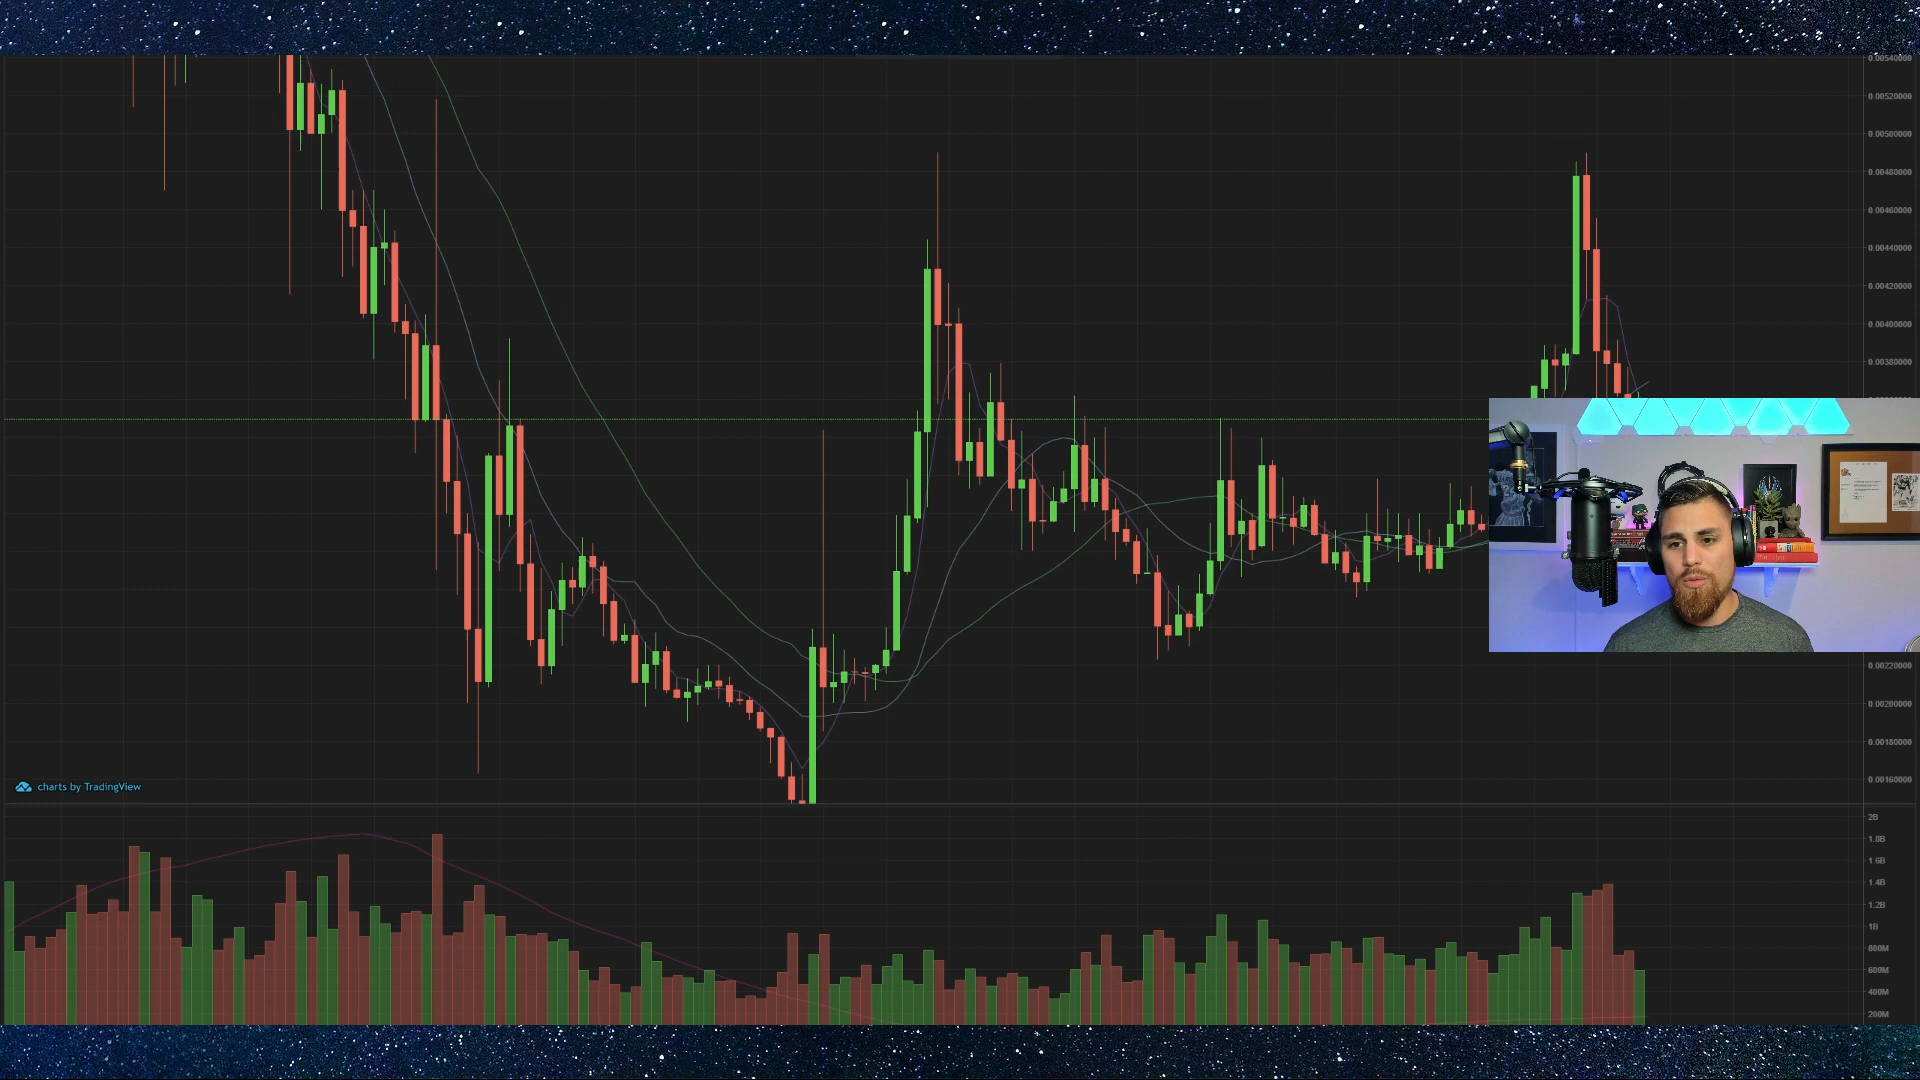 0.00540000
0.00520000
0.00500000
0.00480000
0.00460000
0.00440000
0.00420000
0.00400000
0.00380000
0.00220000
0.00200000
0.00180000
0.00160000
charts by TradingView
2B
1.8B
1.6B
1.4B
1.2B
1B
800M
600M
400M
200M